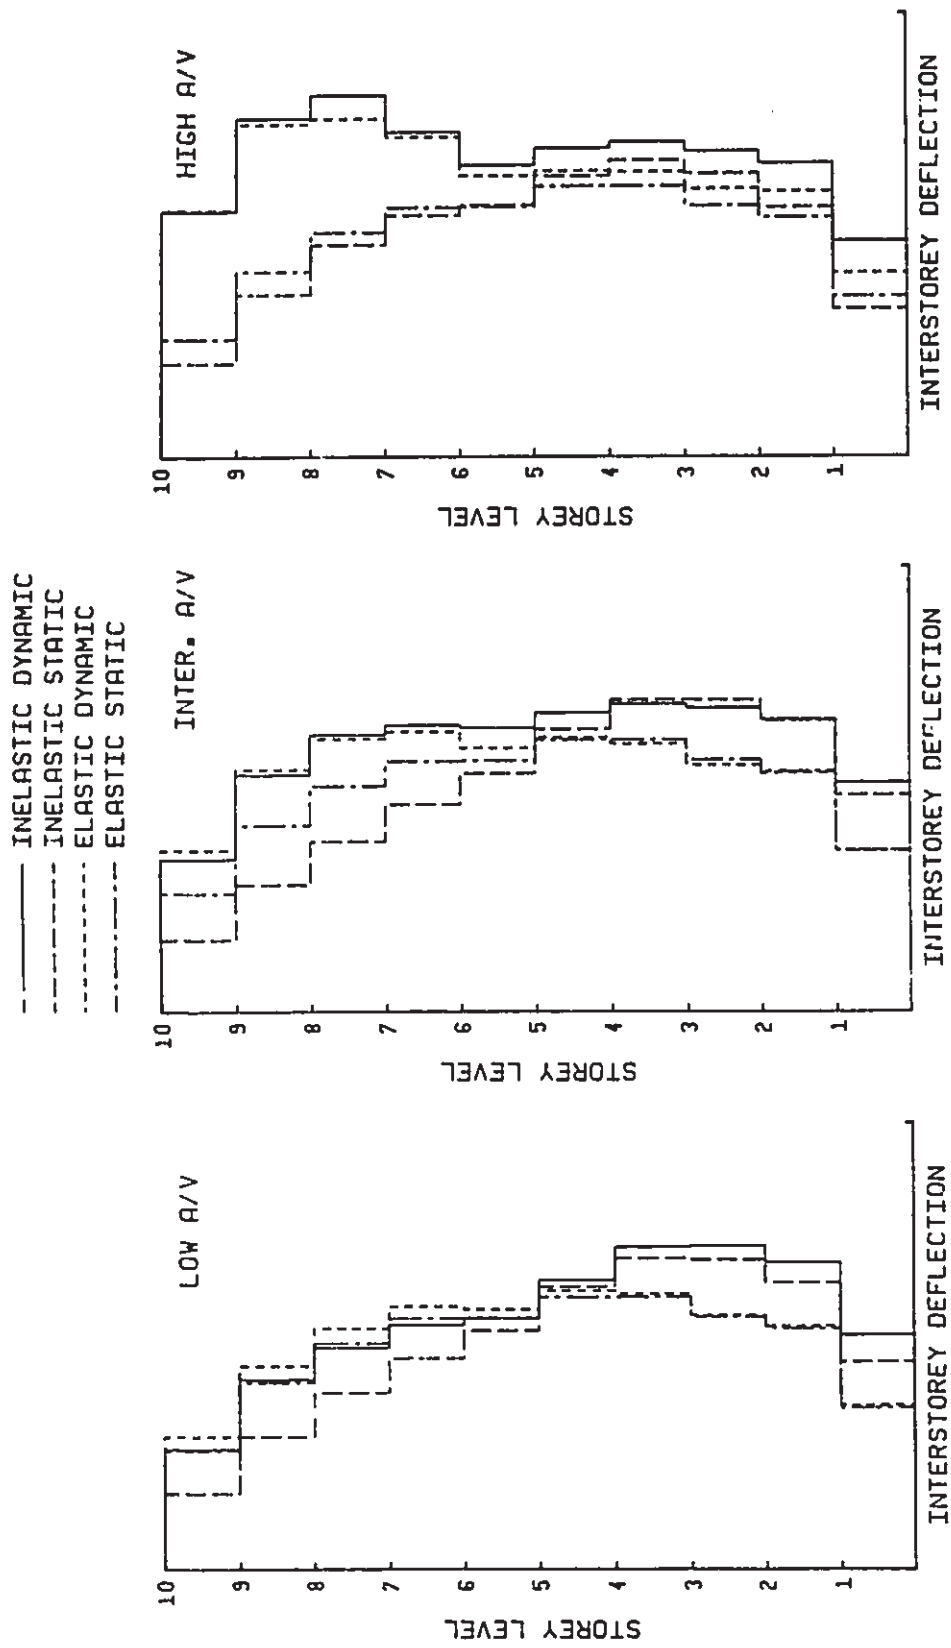 INELASTIC DYNAMIC
INELASTIC STATIC
ELASTIC DYNAMIC
ELASTIC STATIC
LOW A/V
10
9
8
7
6
5
4
3
2
1
STOREY LEVEL
INTERSTOREY DEFLECTION
INTER. A/V
10
9
8
7
6
5
4
3
2
1
STOREY LEVEL
INTERSTOREY DEFLECTION
HIGH A/V
10
9
8
7
6
5
4
3
2
1
STOREY LEVEL
INTERSTOREY DEFLECTION